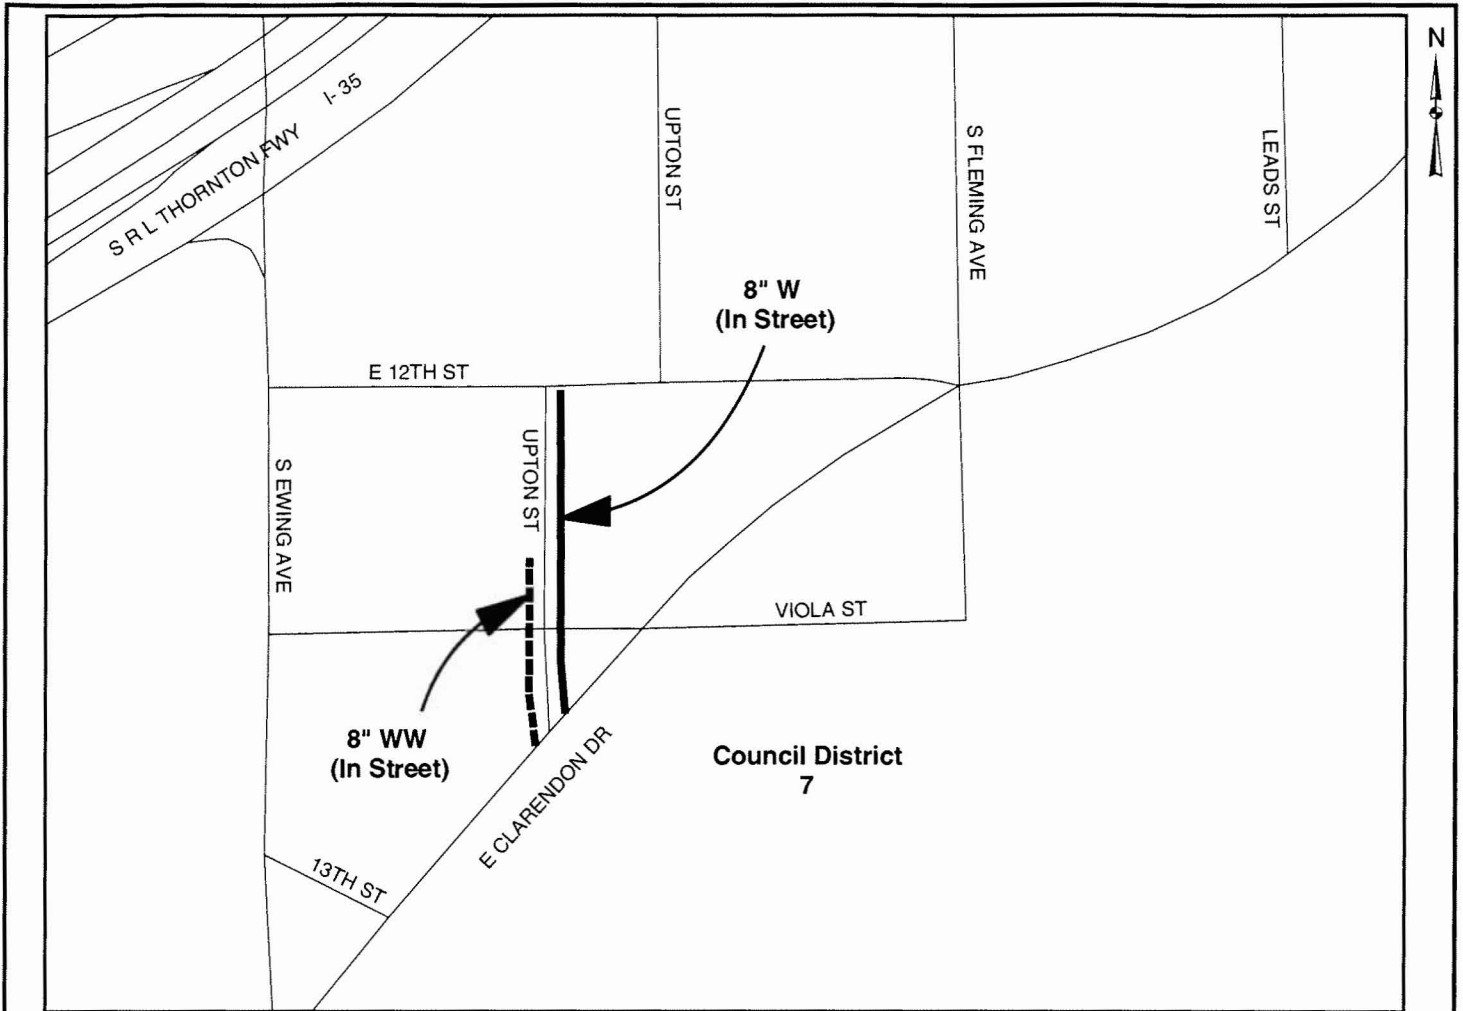 N
I- 35
S R L THORNTON FWY
UPTON ST
S FLEMING AVE
LEADS ST
8" W
(In Street)
E 12TH ST
UPTON ST
S EWING AVE
VIOLA ST
8" WW
(In Street)
Council District
7
E CLARENDON DR
13TH ST